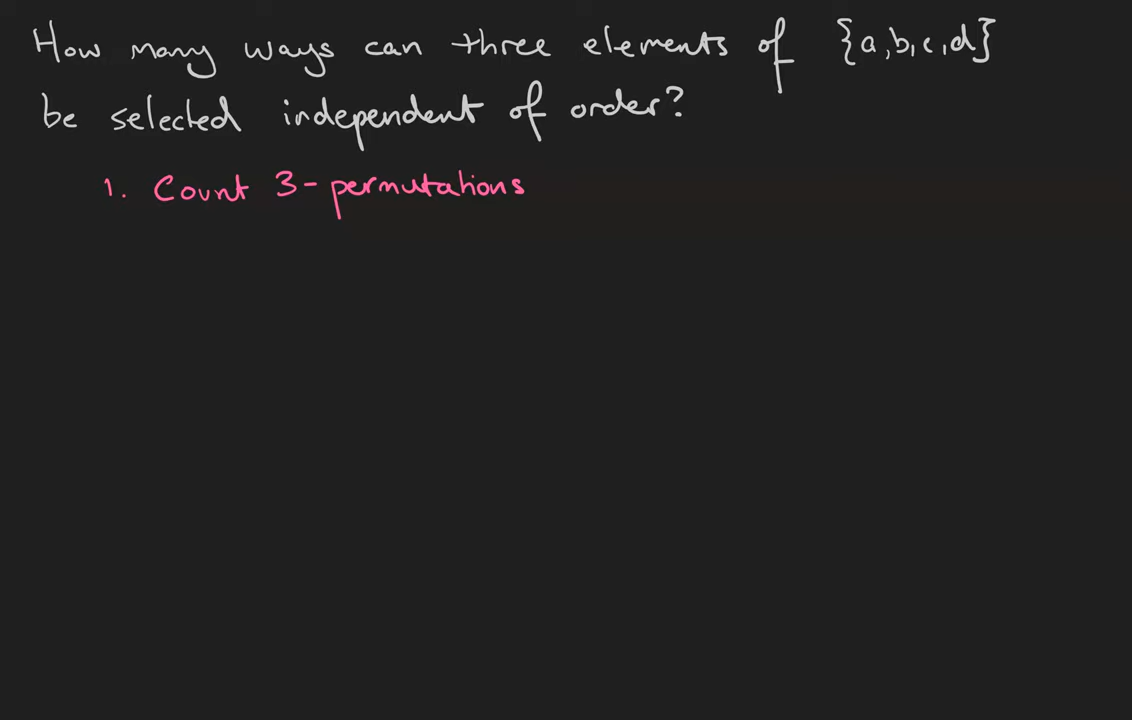 How many ways can three elements of {a,b,c,d}
be selected independent of order?
1. Count 3-permutations